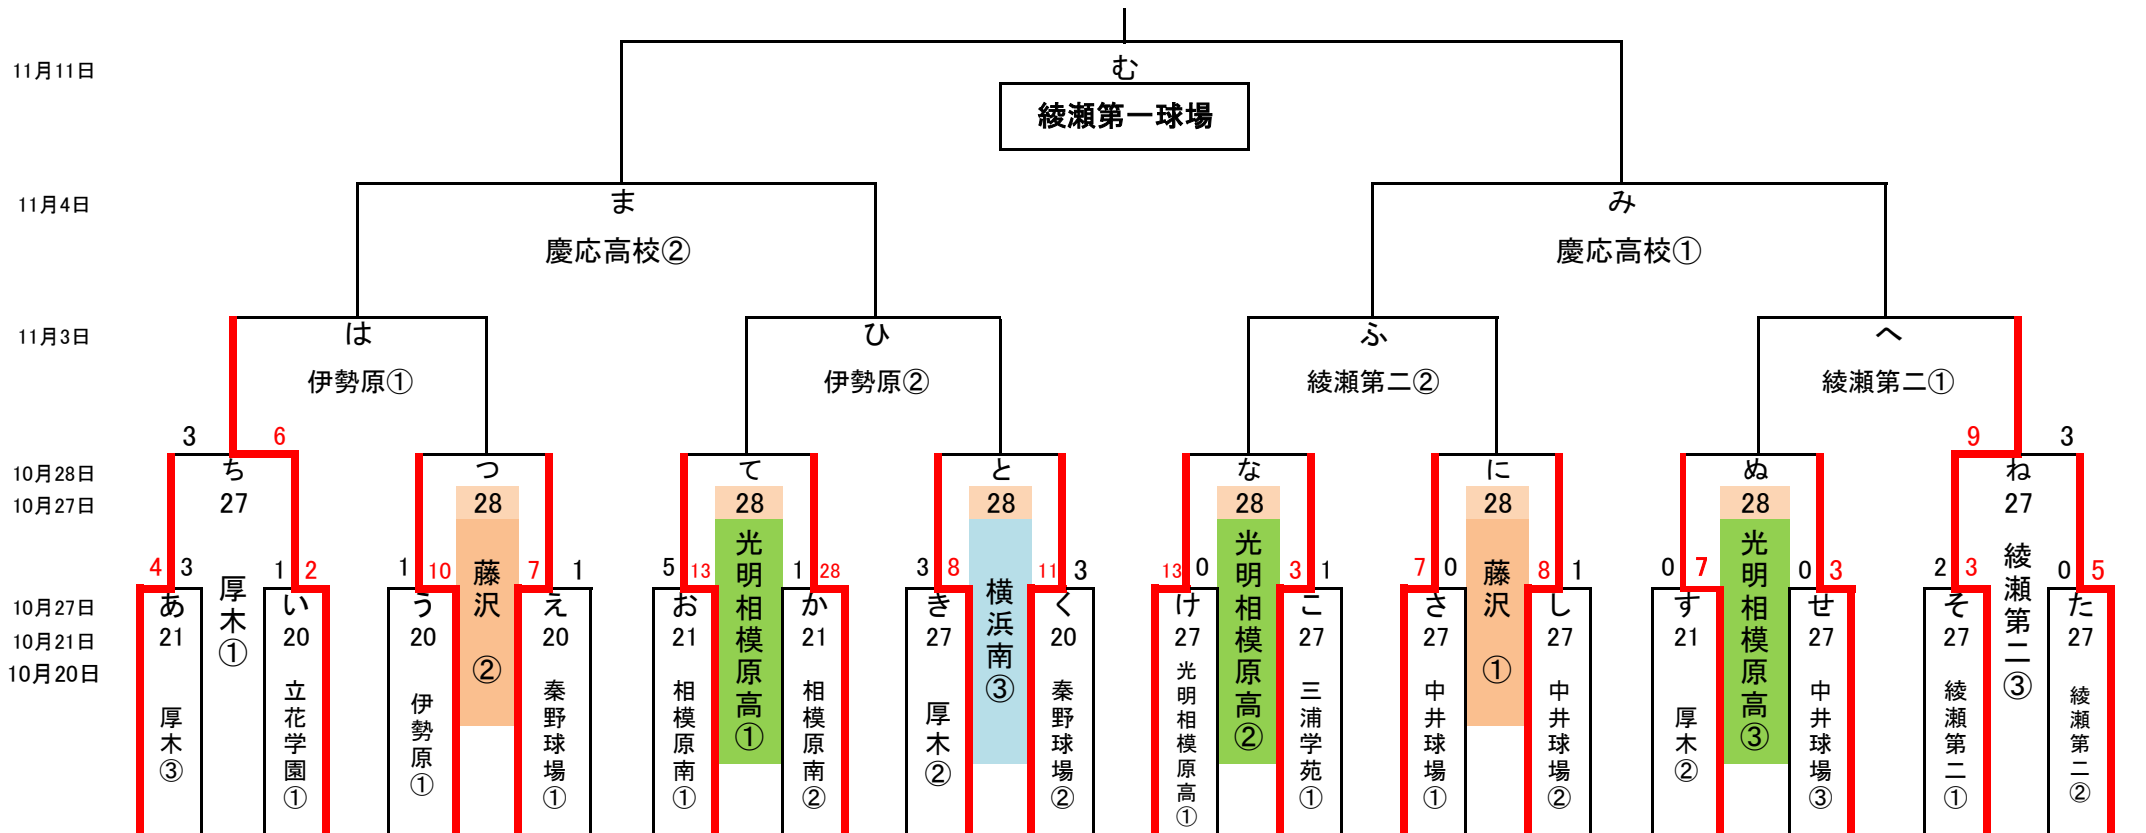 む
11月11日
綾瀬第一球場
11月4日
ま
み
慶応高校②
慶応高校①
11月3日
は
ひ
ふ
へ
伊勢原①
伊勢原②
綾瀬第二②
綾瀬第二①
3 6
9 3
10月28日
ち
つ
て
と
な
に
ぬ
ね
10月27日
27
28
28
28
28
28
28
27
厚木①
藤沢②
光明相模原高①
横浜南③
光明相模原高②
藤沢①
光明相模原高③
綾瀬第二③
4 3
1 2
1 10
7 1
5 13
1 28
3 8
11 3
13 0
3 1
7 0
8 1
0 7
0 3
2 3
0 5
10月27日
あ
い
う
え
お
か
き
く
け
こ
さ
し
す
せ
そ
た
10月21日
21
20
20
20
21
21
27
20
27
27
27
27
21
27
27
27
10月20日
厚木③
立花学園①
伊勢原①
秦野球場①
相模原南①
相模原南②
厚木②
秦野球場②
光明相模原高①
三浦学苑①
中井球場①
中井球場②
厚木②
中井球場③
綾瀬第二①
綾瀬第二②